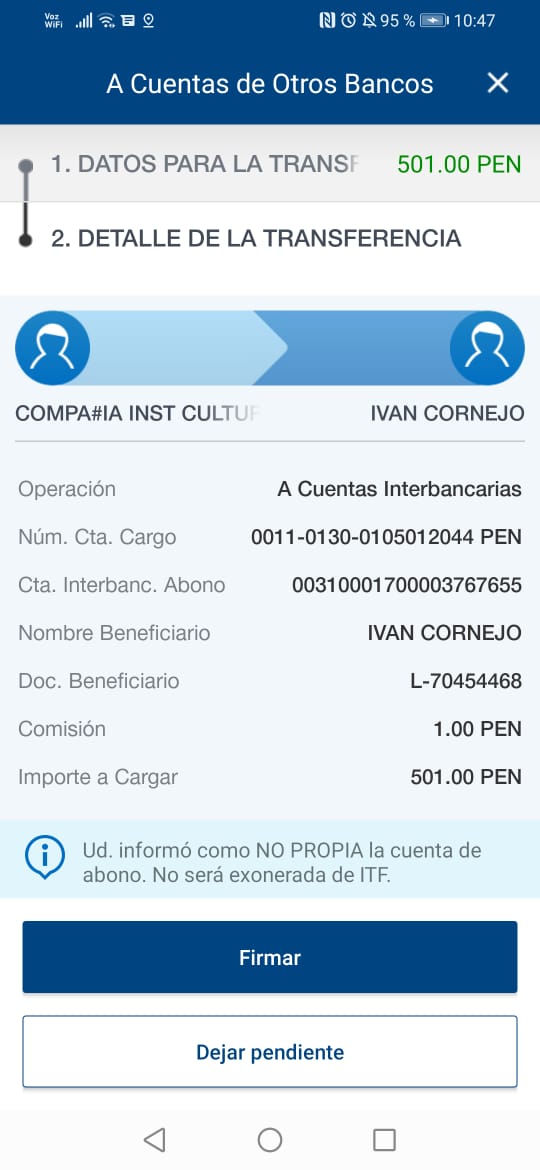 Voz
WiFi
95 %
10:47
A Cuentas de Otros Bancos
1. DATOS PARA LA TRANSF 501.00 PEN
2. DETALLE DE LA TRANSFERENCIA
COMPA#IA INST CULTUR IVAN CORNEJO
Operación A Cuentas Interbancarias
Núm. Cta. Cargo 0011-0130-0105012044 PEN
Cta. Interbanc. Abono 00310001700003767655
Nombre Beneficiario IVAN CORNEJO
Doc. Beneficiario L-70454468
Comisión 1.00 PEN
Importe a Cargar 501.00 PEN
Ud. informó como NO PROPIA la cuenta de
abono. No será exonerada de ITF.
Firmar
Dejar pendiente